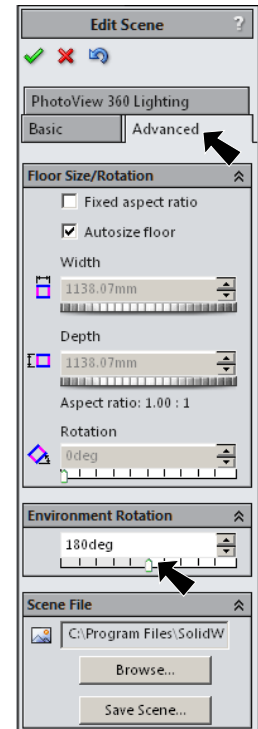 Edit Scene ?
PhotoView 360 Lighting
Basic Advanced
Floor Size/Rotation
Fixed aspect ratio
Autosize floor
Width
1138.07mm
Depth
1138.07mm
Aspect ratio: 1.00 : 1
Rotation
0deg
Environment Rotation
180deg
Scene File
C:\Program Files\SolidW
Browse...
Save Scene...